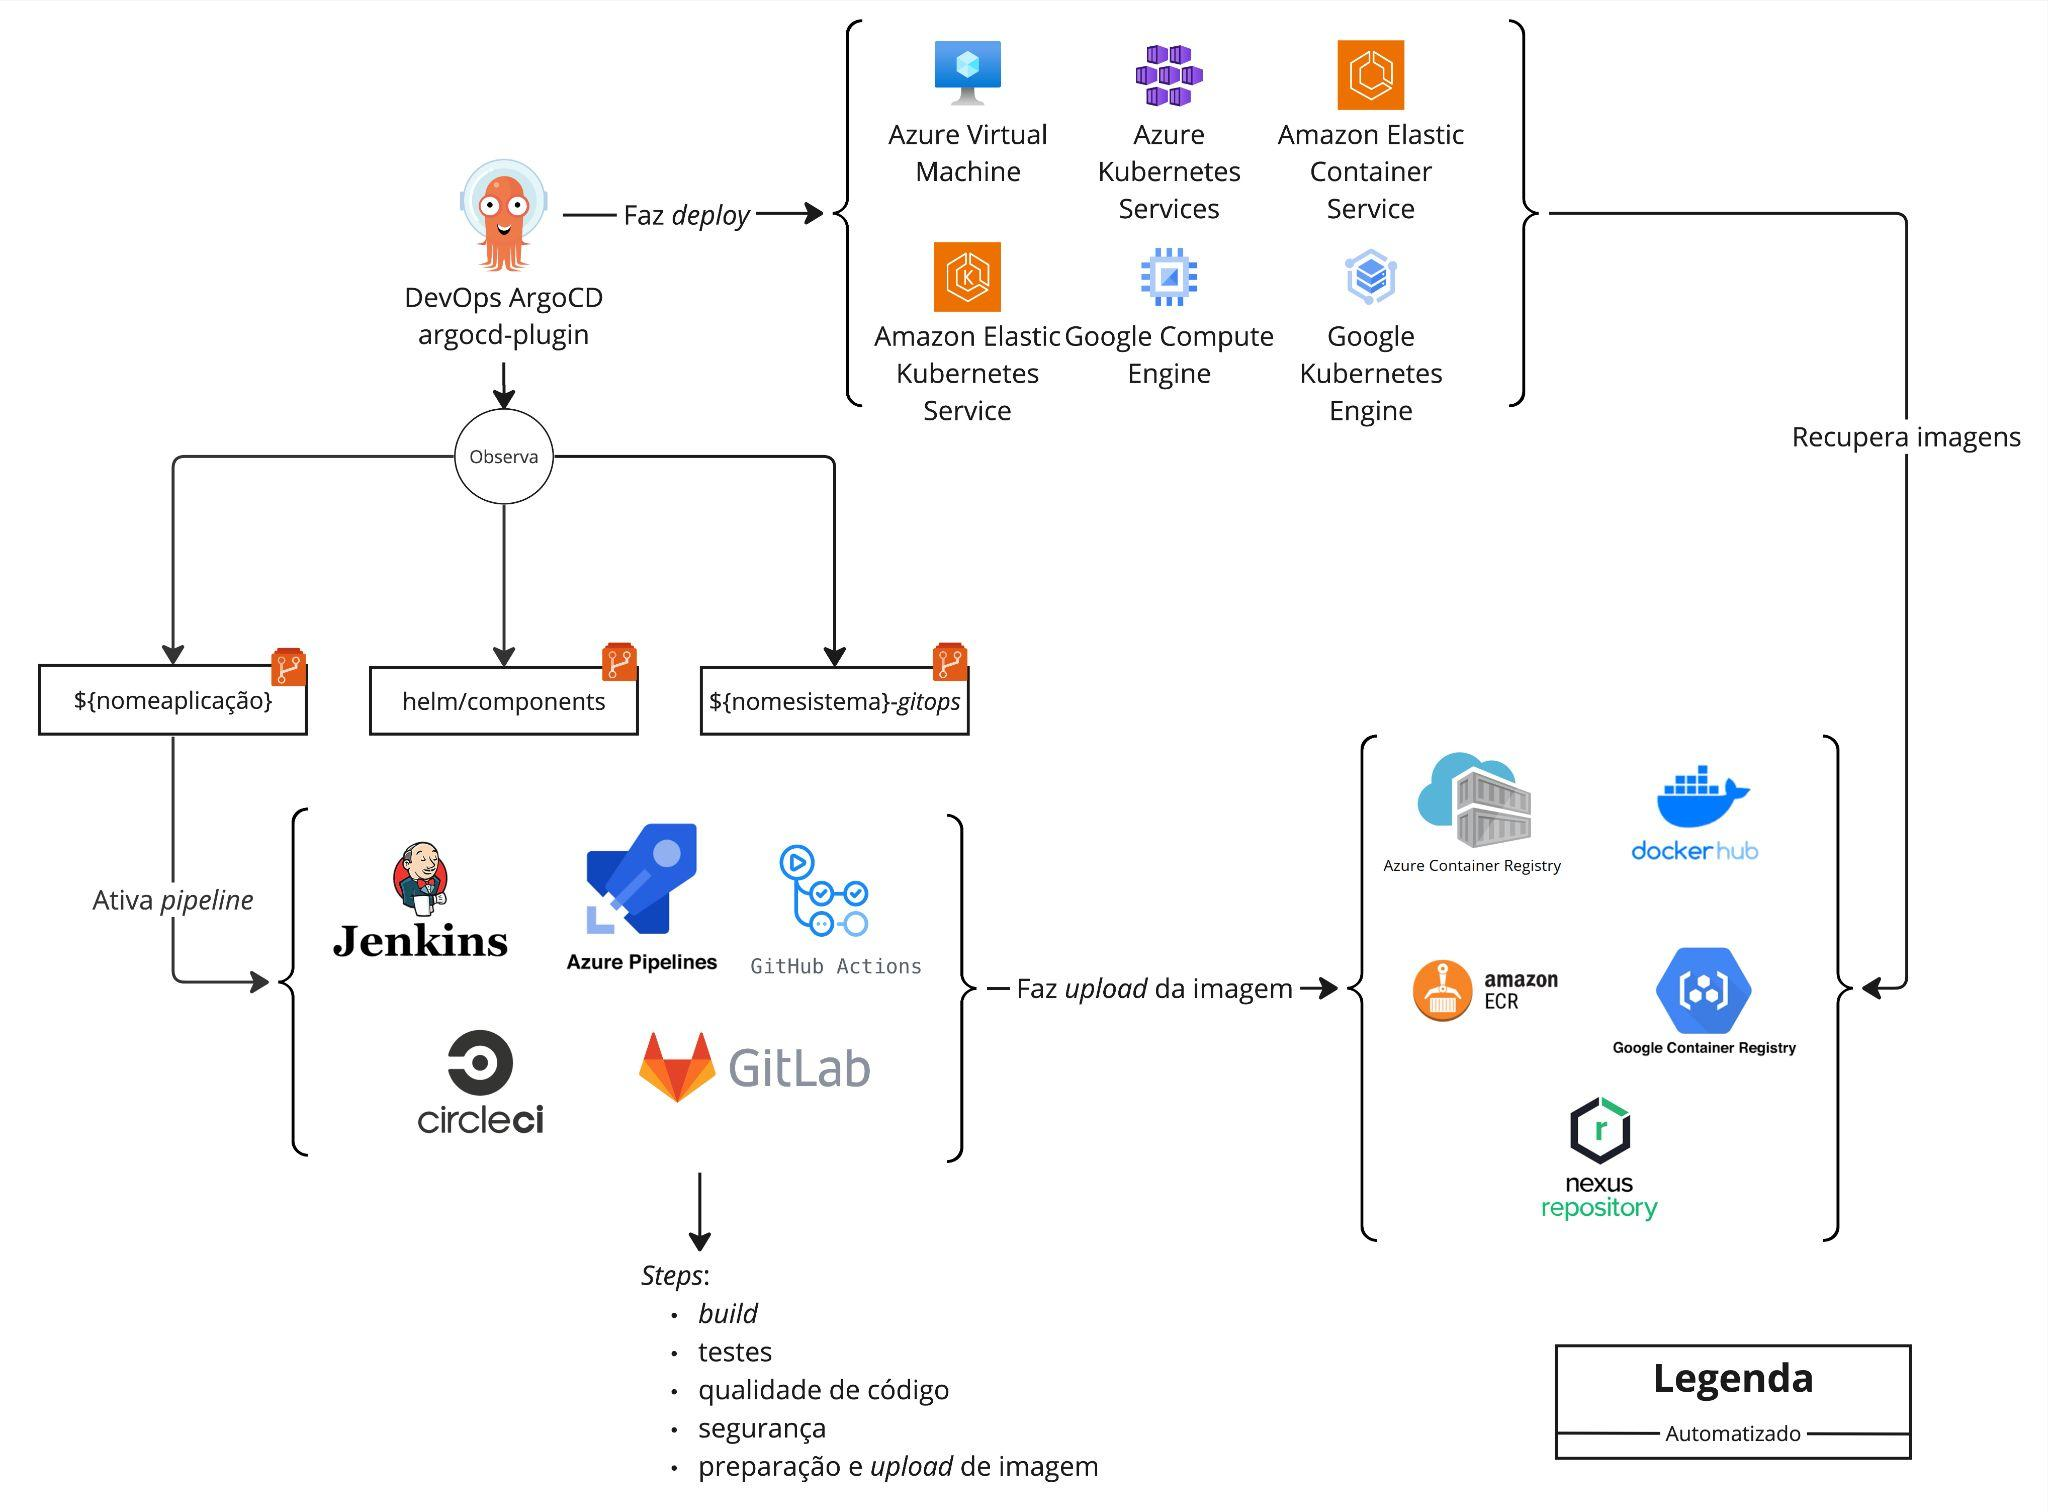 Azure Virtual
Machine
Azure
Kubernetes
Services
Amazon Elastic
Container
Service
Faz deploy
DevOps ArgoCD
argocd-plugin
K
Amazon Elastic
Kubernetes
Service
Google Compute
Engine
Google
Kubernetes
Engine
Recupera imagens
Observa
${nomeaplicação}
helm/components
${nomesistema}-gitops
Ativa pipeline
Jenkins
Azure Pipelines
GitHub Actions
circleci
GitLab
Faz upload da imagem
Azure Container Registry
dockerhub
amazon
ECR
Google Container Registry
r
nexus
repository
Steps:
• build
• testes
• qualidade de código
• segurança
• preparação e upload de imagem
Legenda
Automatizado